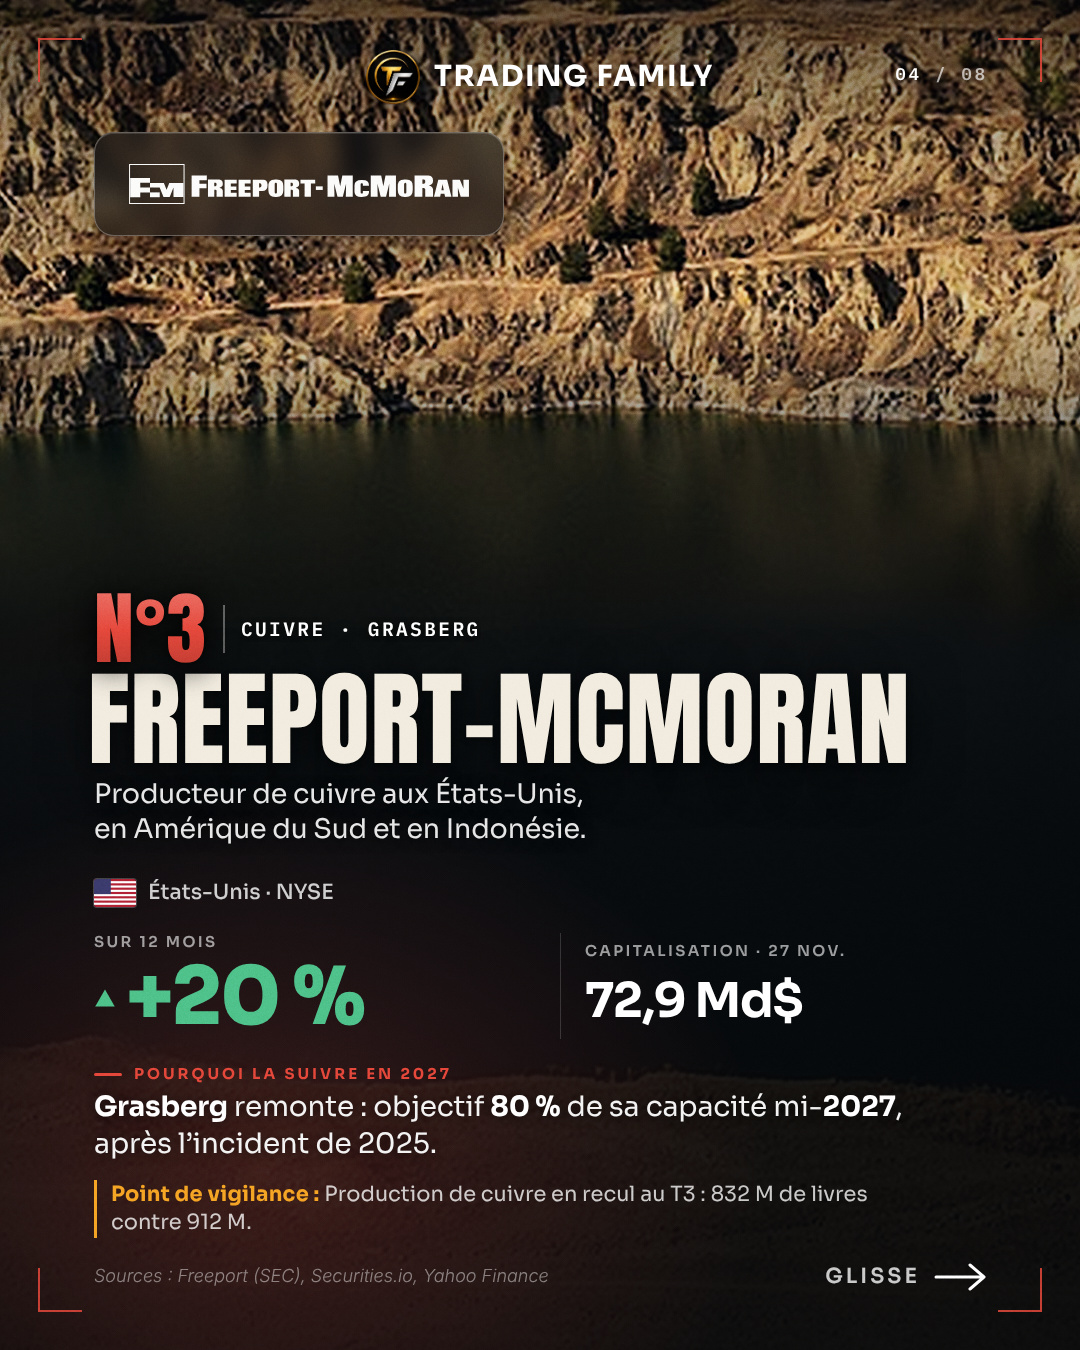 TF TRADING FAMILY
04 / 08
FCX FREEPORT-MCMORAN
N°3
CUIVRE · GRASBERG
FREEPORT-MCMORAN
Producteur de cuivre aux États-Unis,
en Amérique du Sud et en Indonésie.
États-Unis · NYSE
SUR 12 MOIS
▲ +20 %
CAPITALISATION · 27 NOV.
72,9 Md$
POURQUOI LA SUIVRE EN 2027
Grasberg remonte : objectif 80 % de sa capacité mi-2027,
après l’incident de 2025.
Point de vigilance : Production de cuivre en recul au T3 : 832 M de livres
contre 912 M.
Sources : Freeport (SEC), Securities.io, Yahoo Finance
GLISSE →